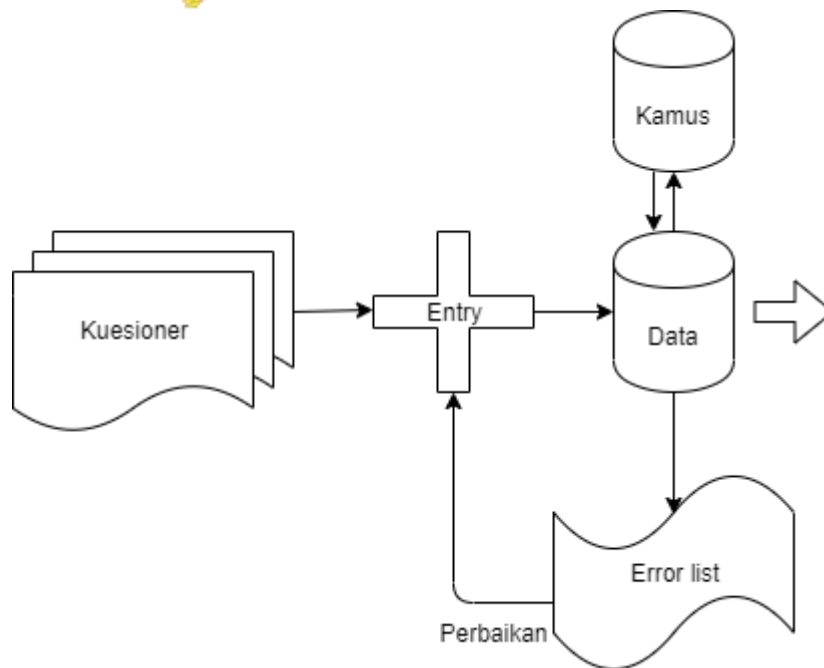 Kamus
Kuesioner
Entry
Data
Error list
Perbaikan